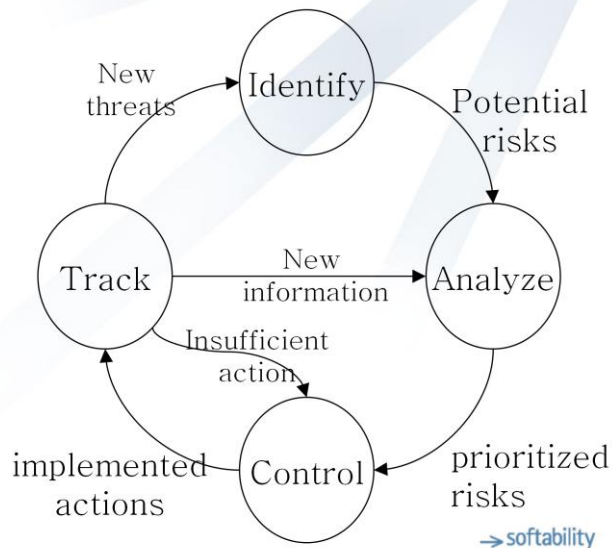 Identify
New
threats
Potential
risks
Track
New
information
Analyze
Insufficient
action
Control
implemented
actions
prioritized
risks
softability